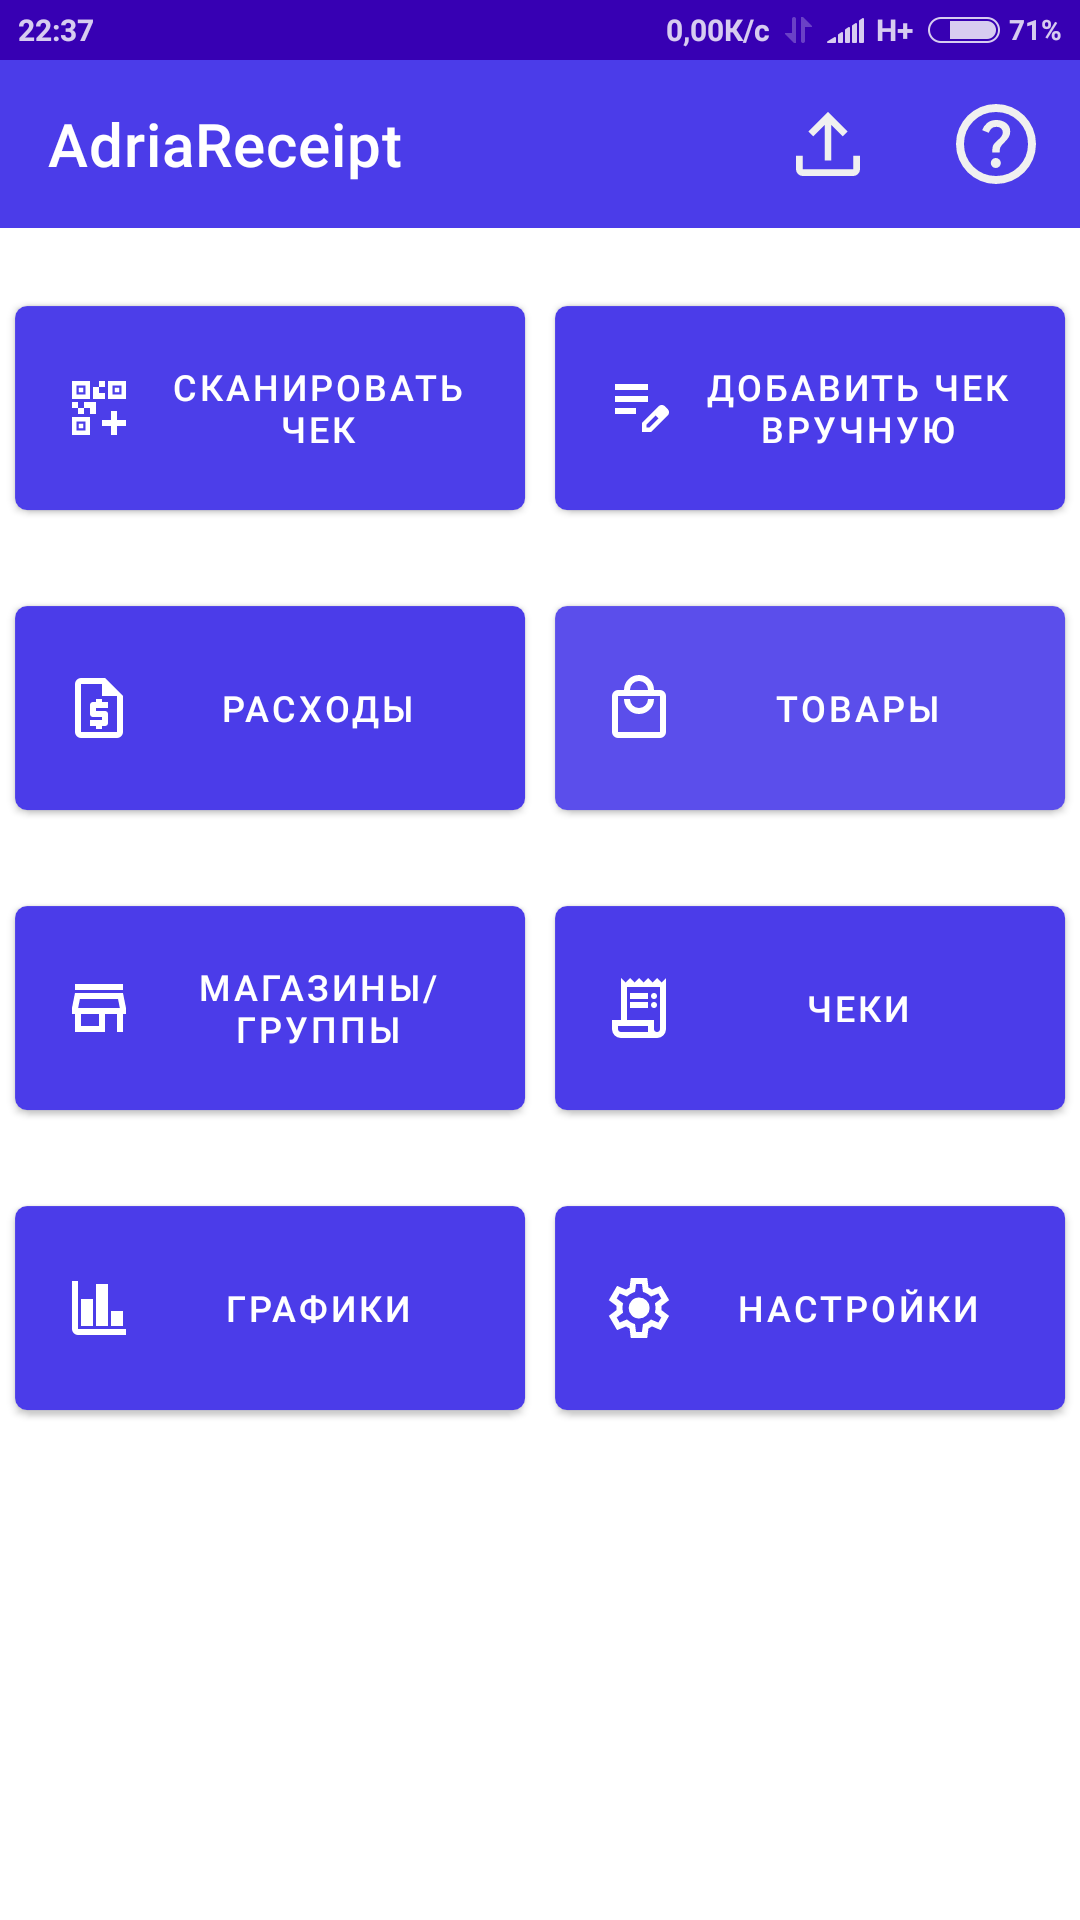 22:37 0,00K/c H+ 71%
AdriaReceipt
СКАНИРОВАТЬ
ЧЕК
ДОБАВИТЬ ЧЕК
ВРУЧНУЮ
РАСХОДЫ
ТОВАРЫ
МАГАЗИНЫ/
ГРУППЫ
ЧЕКИ
ГРАФИКИ
НАСТРОЙКИ